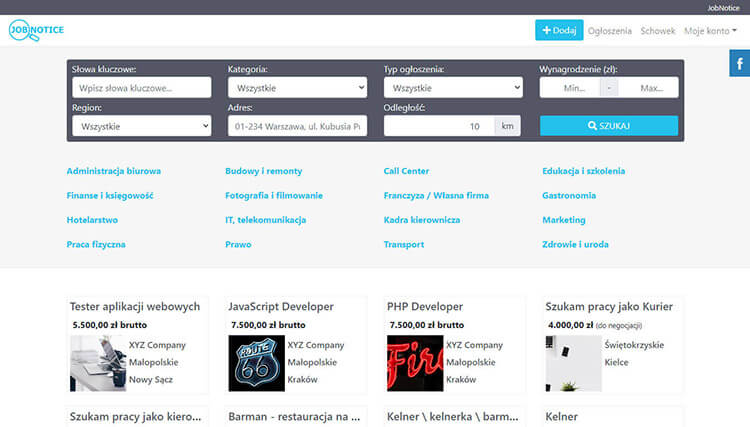 JobNotice
JOB NOTICE
Dodaj Ogłoszenia Schowek Moje konto
Słowa kluczowe: Kategoria: Typ ogłoszenia: Wynagrodzenie (zł):
Wpisz słowa kluczowe... Wszystkie Wszystkie Min... - Max...
Region: Adres: Odległość:
Wszystkie 01-234 Warszawa, ul. Kubusia Pu 10 km SZUKAJ
Administracja biurowa Budowy i remonty Call Center Edukacja i szkolenia
Finanse i księgowość Fotografia i filmowanie Franczyza / Własna firma Gastronomia
Hotelarstwo IT, telekomunikacja Kadra kierownicza Marketing
Praca fizyczna Prawo Transport Zdrowie i uroda
Tester aplikacji webowych JavaScript Developer PHP Developer Szukam pracy jako Kurier
5.500,00 zł brutto 7.500,00 zł brutto 7.500,00 zł brutto 4.000,00 zł (do negocjacji)
XYZ Company ROUTE 66 XYZ Company Fire XYZ Company Świętokrzyskie
Małopolskie Małopolskie Małopolskie Kielce
Nowy Sącz Kraków Kraków
Szukam pracy jako kiero... Barman - restauracja na ... Kelner \ kelnerka \ barm... Kelner